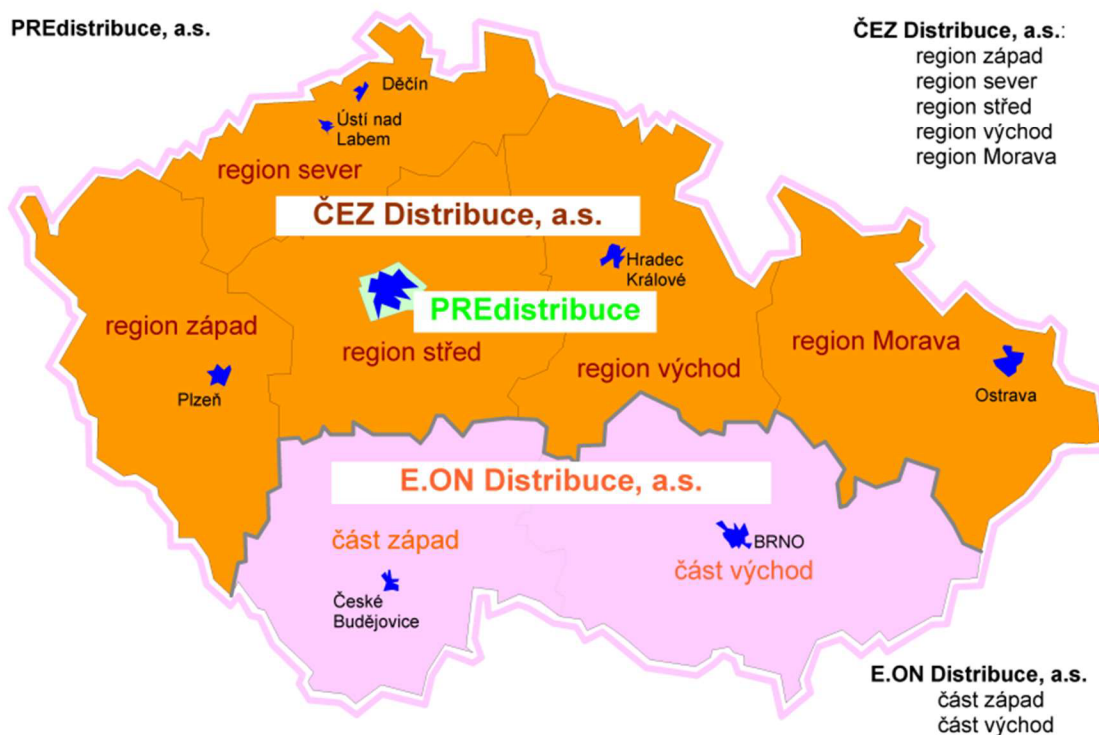 PREdistribuce, a.s.
ČEZ Distribuce, a.s.:
region západ
region sever
region střed
region východ
region Morava
Děčín
Ústí nad
Labem
region sever
ČEZ Distribuce, a.s.
Hradec
Králové
PREdistribuce
region západ
region střed
region východ
region Morava
Plzeň
Ostrava
E.ON Distribuce, a.s.
část západ
BRNO
část východ
České
Budějovice
E.ON Distribuce, a.s.
část západ
část východ